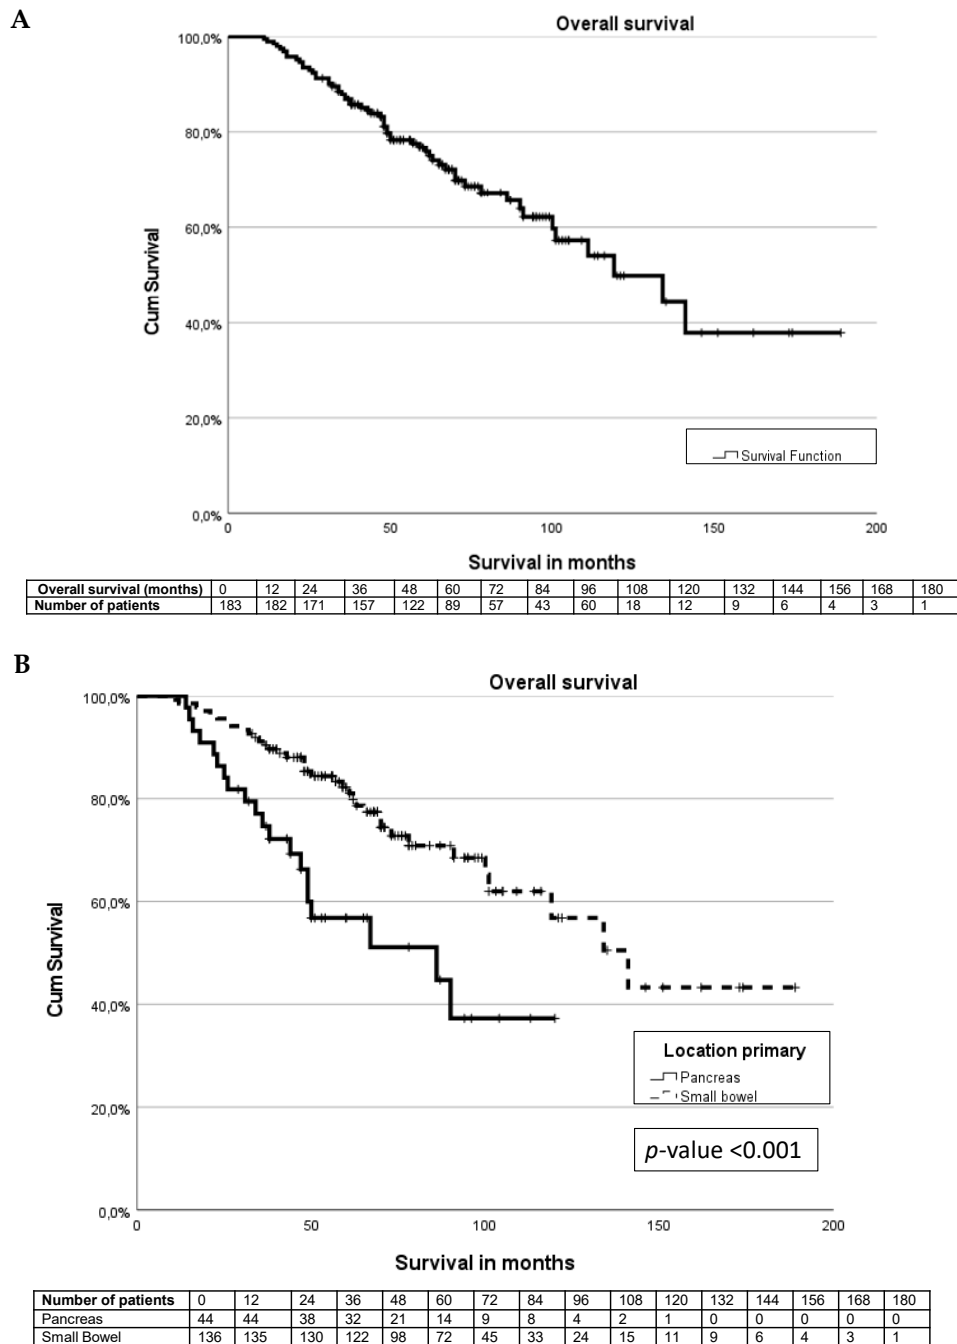 A
Overall survival
100,0%
80,0%
60,0%
40,0%
20,0%
0,0%
Cum Survival
Survival Function
0 50 100 150 200
Survival in months
Overall survival (months) 0 12 24 36 48 60 72 84 96 108 120 132 144 156 168 180
Number of patients 183 182 171 157 122 89 57 43 60 18 12 9 6 4 3 1
B
Overall survival
100,0%
80,0%
60,0%
40,0%
20,0%
0,0%
Cum Survival
Location primary
Pancreas
Small bowel
p-value <0.001
0 50 100 150 200
Survival in months
Number of patients 0 12 24 36 48 60 72 84 96 108 120 132 144 156 168 180
Pancreas 44 44 38 32 21 14 9 8 4 2 1 0 0 0 0 0
Small Bowel 136 135 130 122 98 72 45 33 24 15 11 9 6 4 3 1